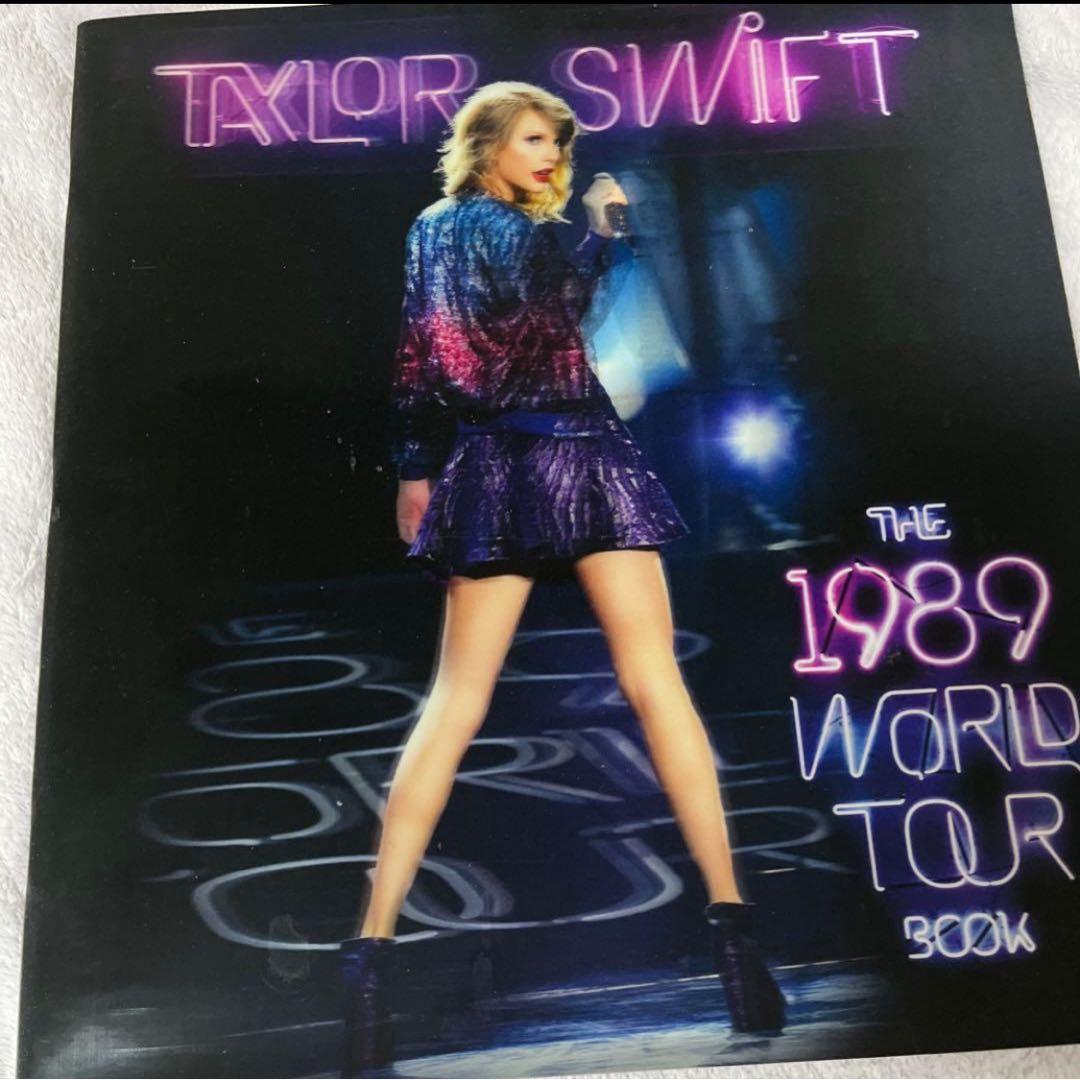 TAYLOR SWIFT
THE
1989
WORLD
TOUR
BOOK